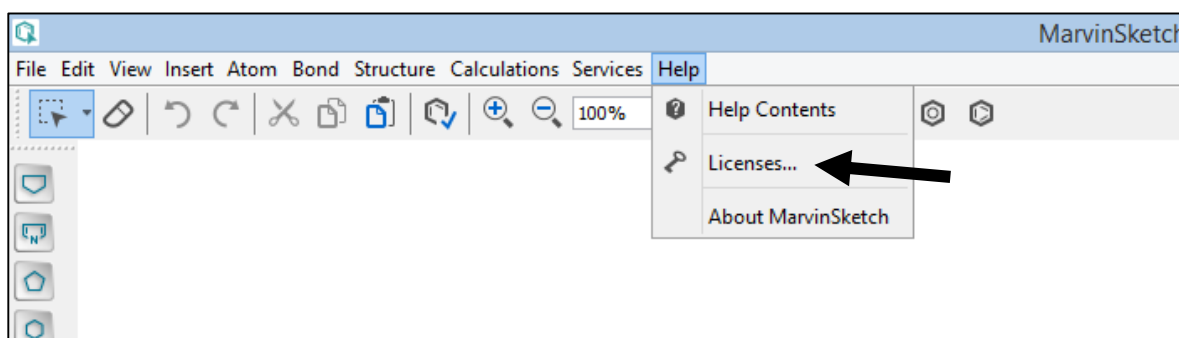 MarvinSketch
File Edit View Insert Atom Bond Structure Calculations Services Help
100%
Help Contents
Licenses...
About MarvinSketch
N